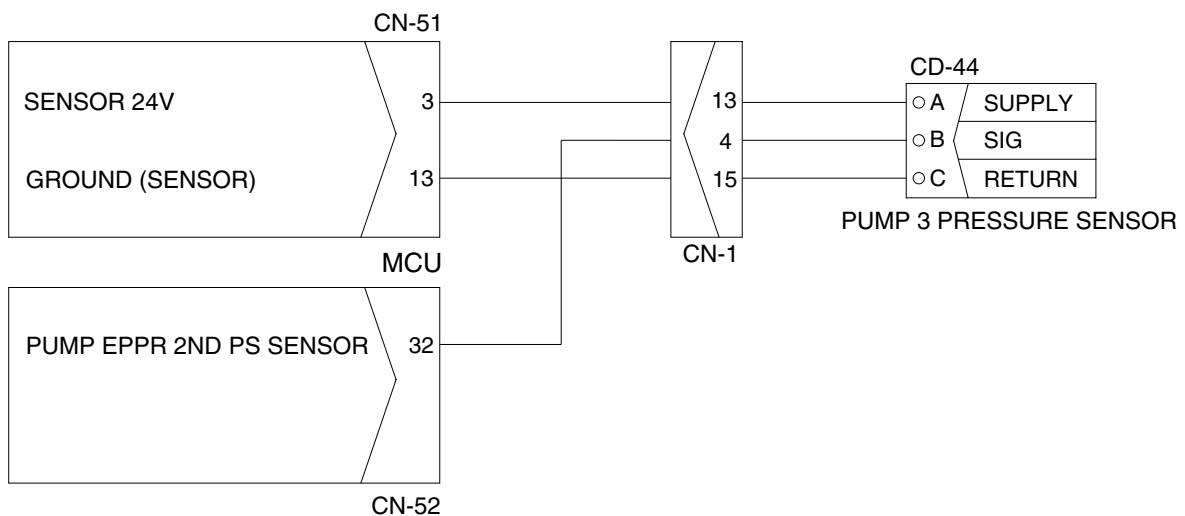 CN-51
CD-44
SENSOR 24V 3 13 A SUPPLY
4 B SIG
GROUND (SENSOR) 13 15 C RETURN
PUMP 3 PRESSURE SENSOR
CN-1
MCU
PUMP EPPR 2ND PS SENSOR 32
CN-52